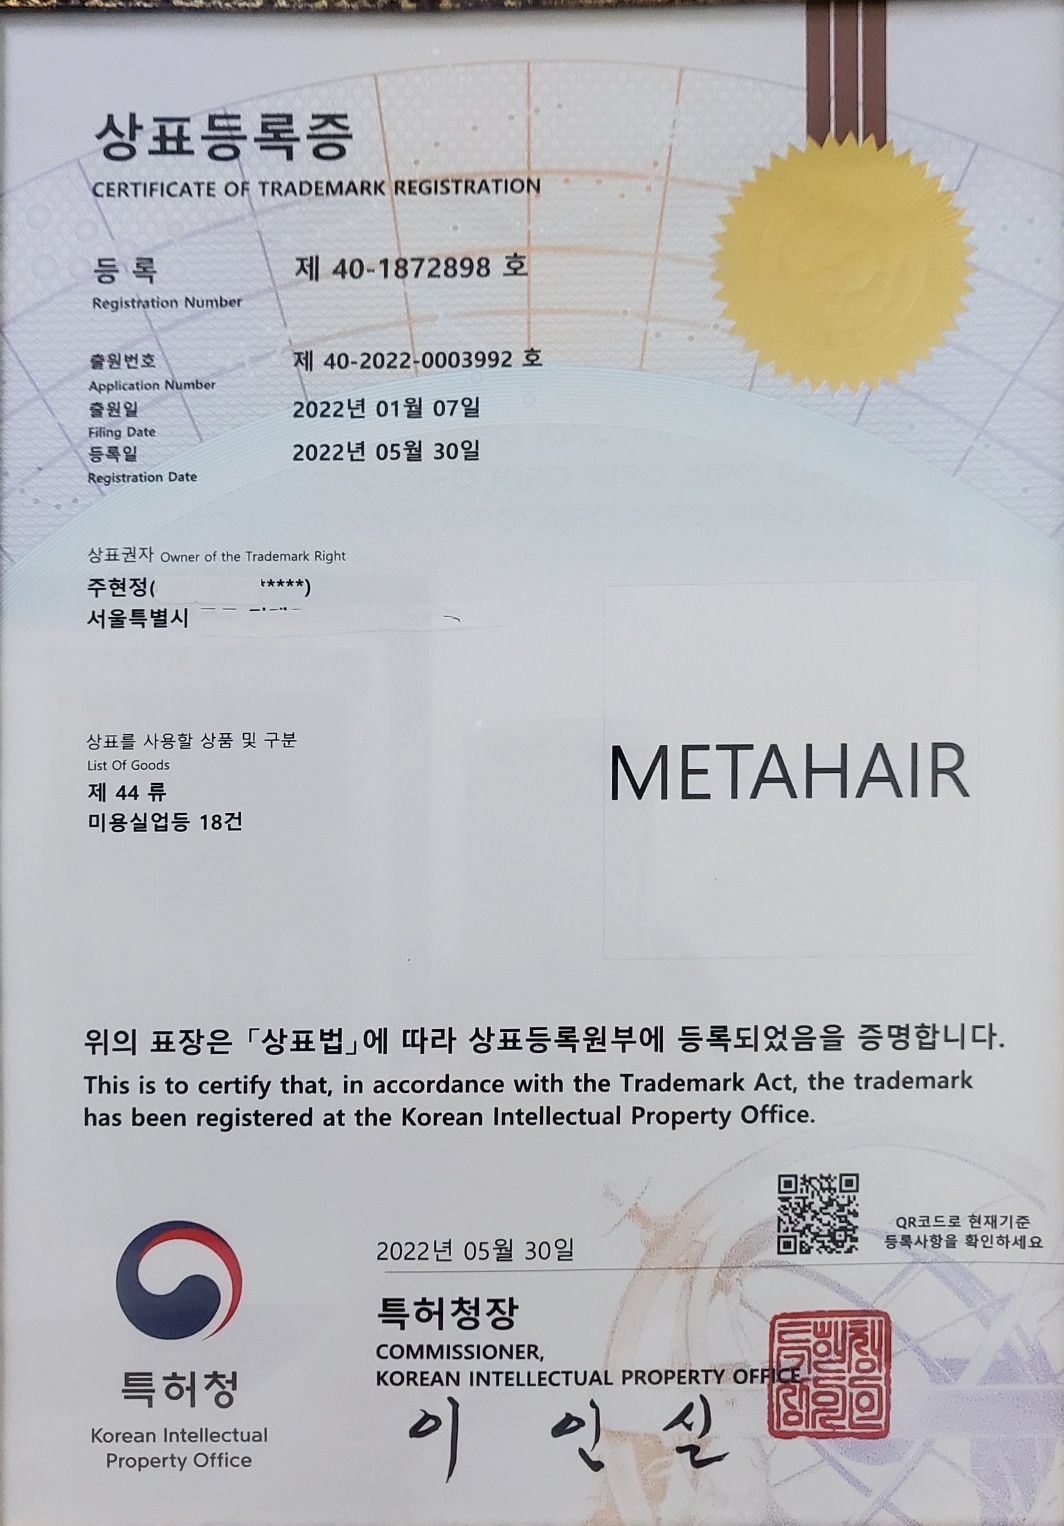 상표등록증
CERTIFICATE OF TRADEMARK REGISTRATION
등 록 제 40-1872898 호
Registration Number
출원번호 제 40-2022-0003992 호
Application Number
출원일 2022년 01월 07일
Filing Date
등록일 2022년 05월 30일
Registration Date
상표권자 Owner of the Trademark Right
주현정( *****)
서울특별시
상표를 사용할 상품 및 구분
List Of Goods
제 44 류
미용실업등 18건
METAHAIR
위의 표장은 「상표법」에 따라 상표등록원부에 등록되었음을 증명합니다.
This is to certify that, in accordance with the Trademark Act, the trademark
has been registered at the Korean Intellectual Property Office.
QR코드로 현재기준
등록사항을 확인하세요
2022년 05월 30일
특허청장
COMMISSIONER,
KOREAN INTELLECTUAL PROPERTY OFFICE
이 인 실
특허청
Korean Intellectual
Property Office